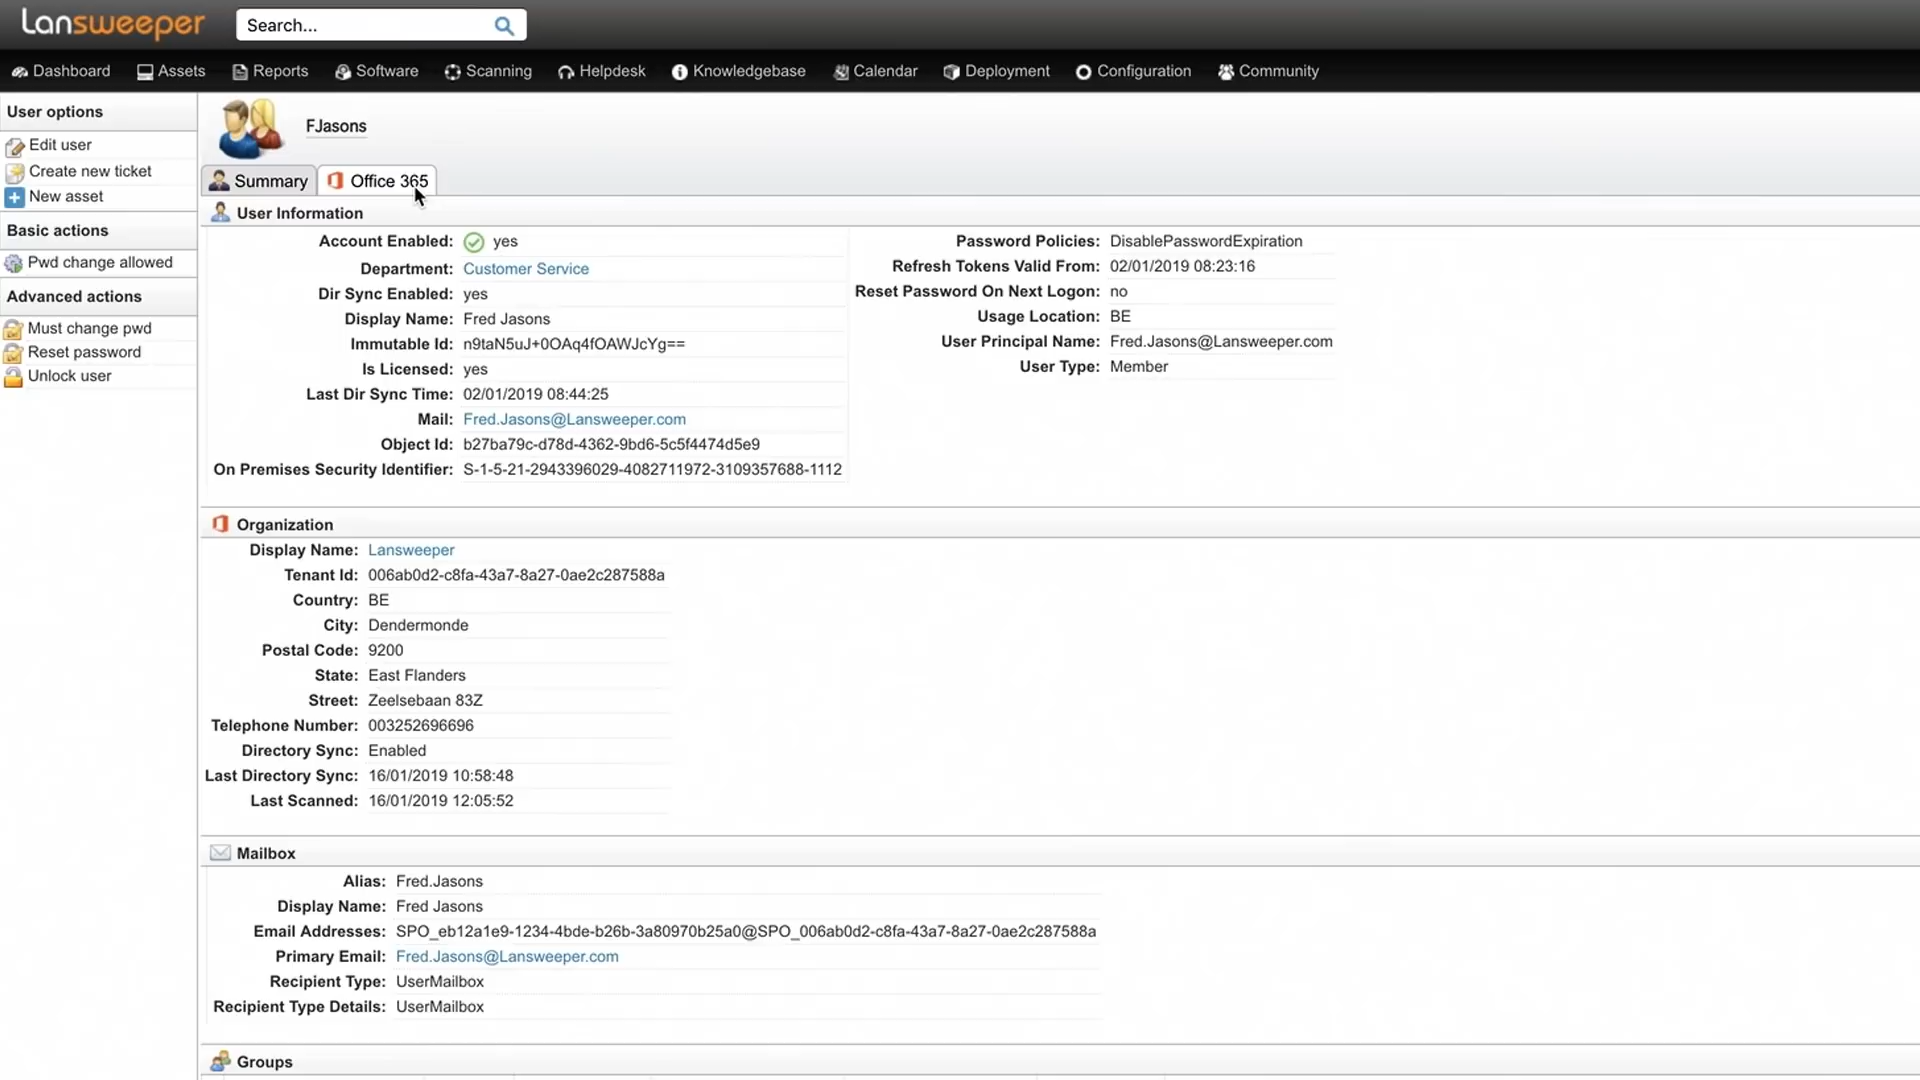 Lansweeper
Search...
Dashboard Assets Reports Software Scanning Helpdesk Knowledgebase Calendar Deployment Configuration Community
User options
Edit user
Create new ticket
New asset
Basic actions
Pwd change allowed
Advanced actions
Must change pwd
Reset password
Unlock user
FJasons
Summary Office 365
User Information
Account Enabled: yes
Department: Customer Service
Dir Sync Enabled: yes
Display Name: Fred Jasons
Immutable Id: n9taN5uJ+0OAq4fOAWJcYg==
Is Licensed: yes
Last Dir Sync Time: 02/01/2019 08:44:25
Mail: Fred.Jasons@Lansweeper.com
Object Id: b27ba79c-d78d-4362-9bd6-5c5f4474d5e9
On Premises Security Identifier: S-1-5-21-2943396029-4082711972-3109357688-1112
Password Policies: DisablePasswordExpiration
Refresh Tokens Valid From: 02/01/2019 08:23:16
Reset Password On Next Logon: no
Usage Location: BE
User Principal Name: Fred.Jasons@Lansweeper.com
User Type: Member
Organization
Display Name: Lansweeper
Tenant Id: 006ab0d2-c8fa-43a7-8a27-0ae2c287588a
Country: BE
City: Dendermonde
Postal Code: 9200
State: East Flanders
Street: Zeelsebaan 83Z
Telephone Number: 003252696696
Directory Sync: Enabled
Last Directory Sync: 16/01/2019 10:58:48
Last Scanned: 16/01/2019 12:05:52
Mailbox
Alias: Fred.Jasons
Display Name: Fred Jasons
Email Addresses: SPO_eb12a1e9-1234-4bde-b26b-3a80970b25a0@SPO_006ab0d2-c8fa-43a7-8a27-0ae2c287588a
Primary Email: Fred.Jasons@Lansweeper.com
Recipient Type: UserMailbox
Recipient Type Details: UserMailbox
Groups